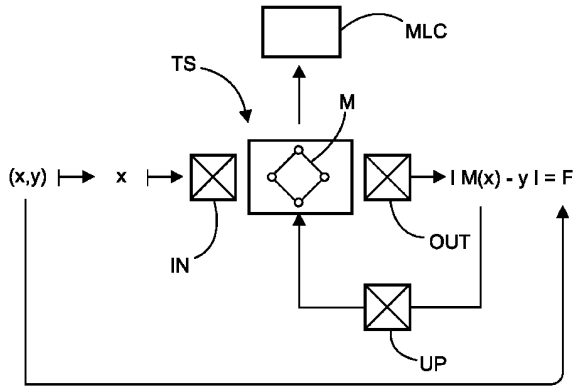 MLC
TS
M
(x,y)
x
| M(x) - y | = F
IN
OUT
UP